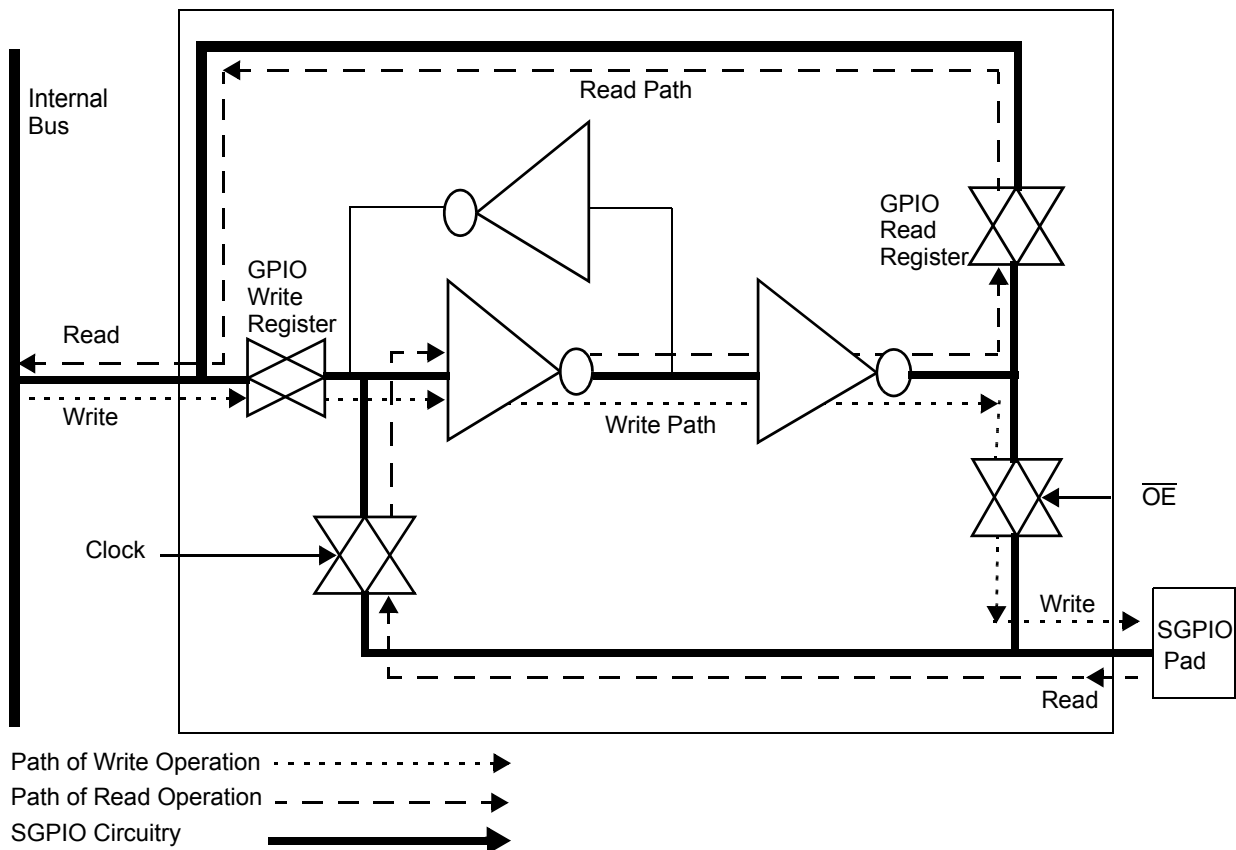 Internal
Bus
Read Path
GPIO
Read
Register
GPIO
Write
Register
Read
Write
Write Path
Clock
OE
Write
SGPIO
Pad
Read
Path of Write Operation
Path of Read Operation
SGPIO Circuitry